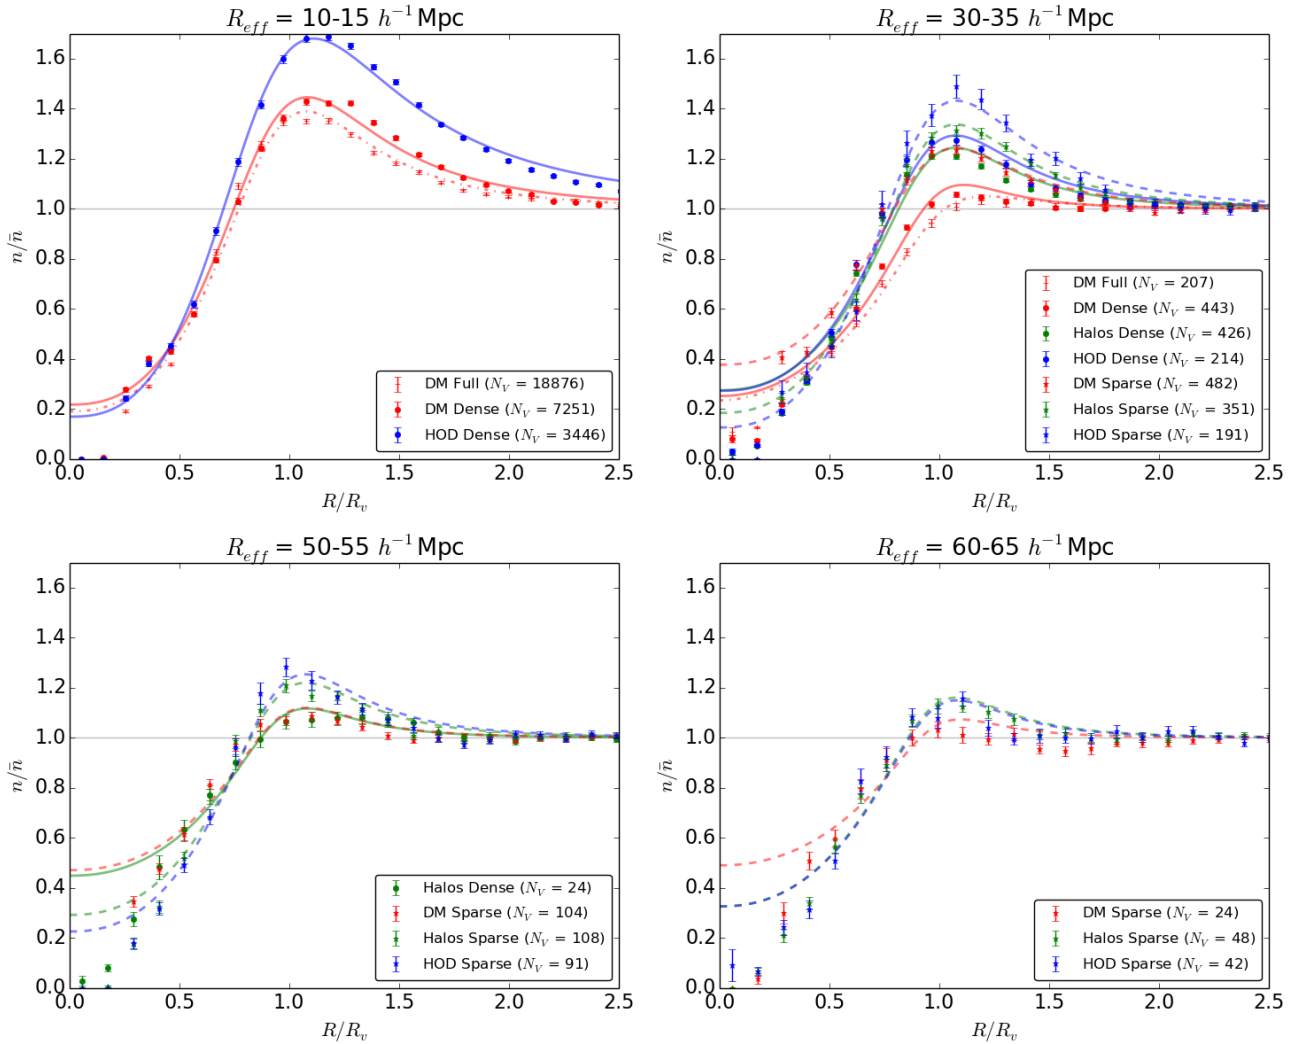 R_eff = 10-15 h⁻¹ Mpc
1.6
1.4
1.2
1.0
0.8
0.6
0.4
0.2
0.0
n/n̄
DM Full (N_V = 18876)
DM Dense (N_V = 7251)
HOD Dense (N_V = 3446)
0.0 0.5 1.0 1.5 2.0 2.5
R/R_v
R_eff = 30-35 h⁻¹ Mpc
1.6
1.4
1.2
1.0
0.8
0.6
0.4
0.2
0.0
n/n̄
DM Full (N_V = 207)
DM Dense (N_V = 443)
Halos Dense (N_V = 426)
HOD Dense (N_V = 214)
DM Sparse (N_V = 482)
Halos Sparse (N_V = 351)
HOD Sparse (N_V = 191)
0.0 0.5 1.0 1.5 2.0 2.5
R/R_v
R_eff = 50-55 h⁻¹ Mpc
1.6
1.4
1.2
1.0
0.8
0.6
0.4
0.2
0.0
n/n̄
Halos Dense (N_V = 24)
DM Sparse (N_V = 104)
Halos Sparse (N_V = 108)
HOD Sparse (N_V = 91)
0.0 0.5 1.0 1.5 2.0 2.5
R/R_v
R_eff = 60-65 h⁻¹ Mpc
1.6
1.4
1.2
1.0
0.8
0.6
0.4
0.2
0.0
n/n̄
DM Sparse (N_V = 24)
Halos Sparse (N_V = 48)
HOD Sparse (N_V = 42)
0.0 0.5 1.0 1.5 2.0 2.5
R/R_v